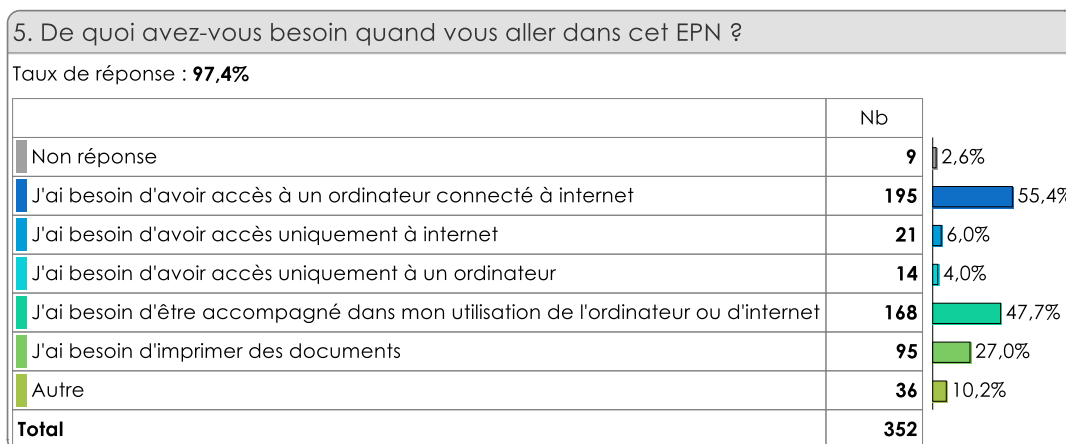 5. De quoi avez-vous besoin quand vous aller dans cet EPN ?
Taux de réponse : 97,4%
Nb
Non réponse 9 2,6%
J'ai besoin d'avoir accès à un ordinateur connecté à internet 195 55,4%
J'ai besoin d'avoir accès uniquement à internet 21 6,0%
J'ai besoin d'avoir accès uniquement à un ordinateur 14 4,0%
J'ai besoin d'être accompagné dans mon utilisation de l'ordinateur ou d'internet 168 47,7%
J'ai besoin d'imprimer des documents 95 27,0%
Autre 36 10,2%
Total 352